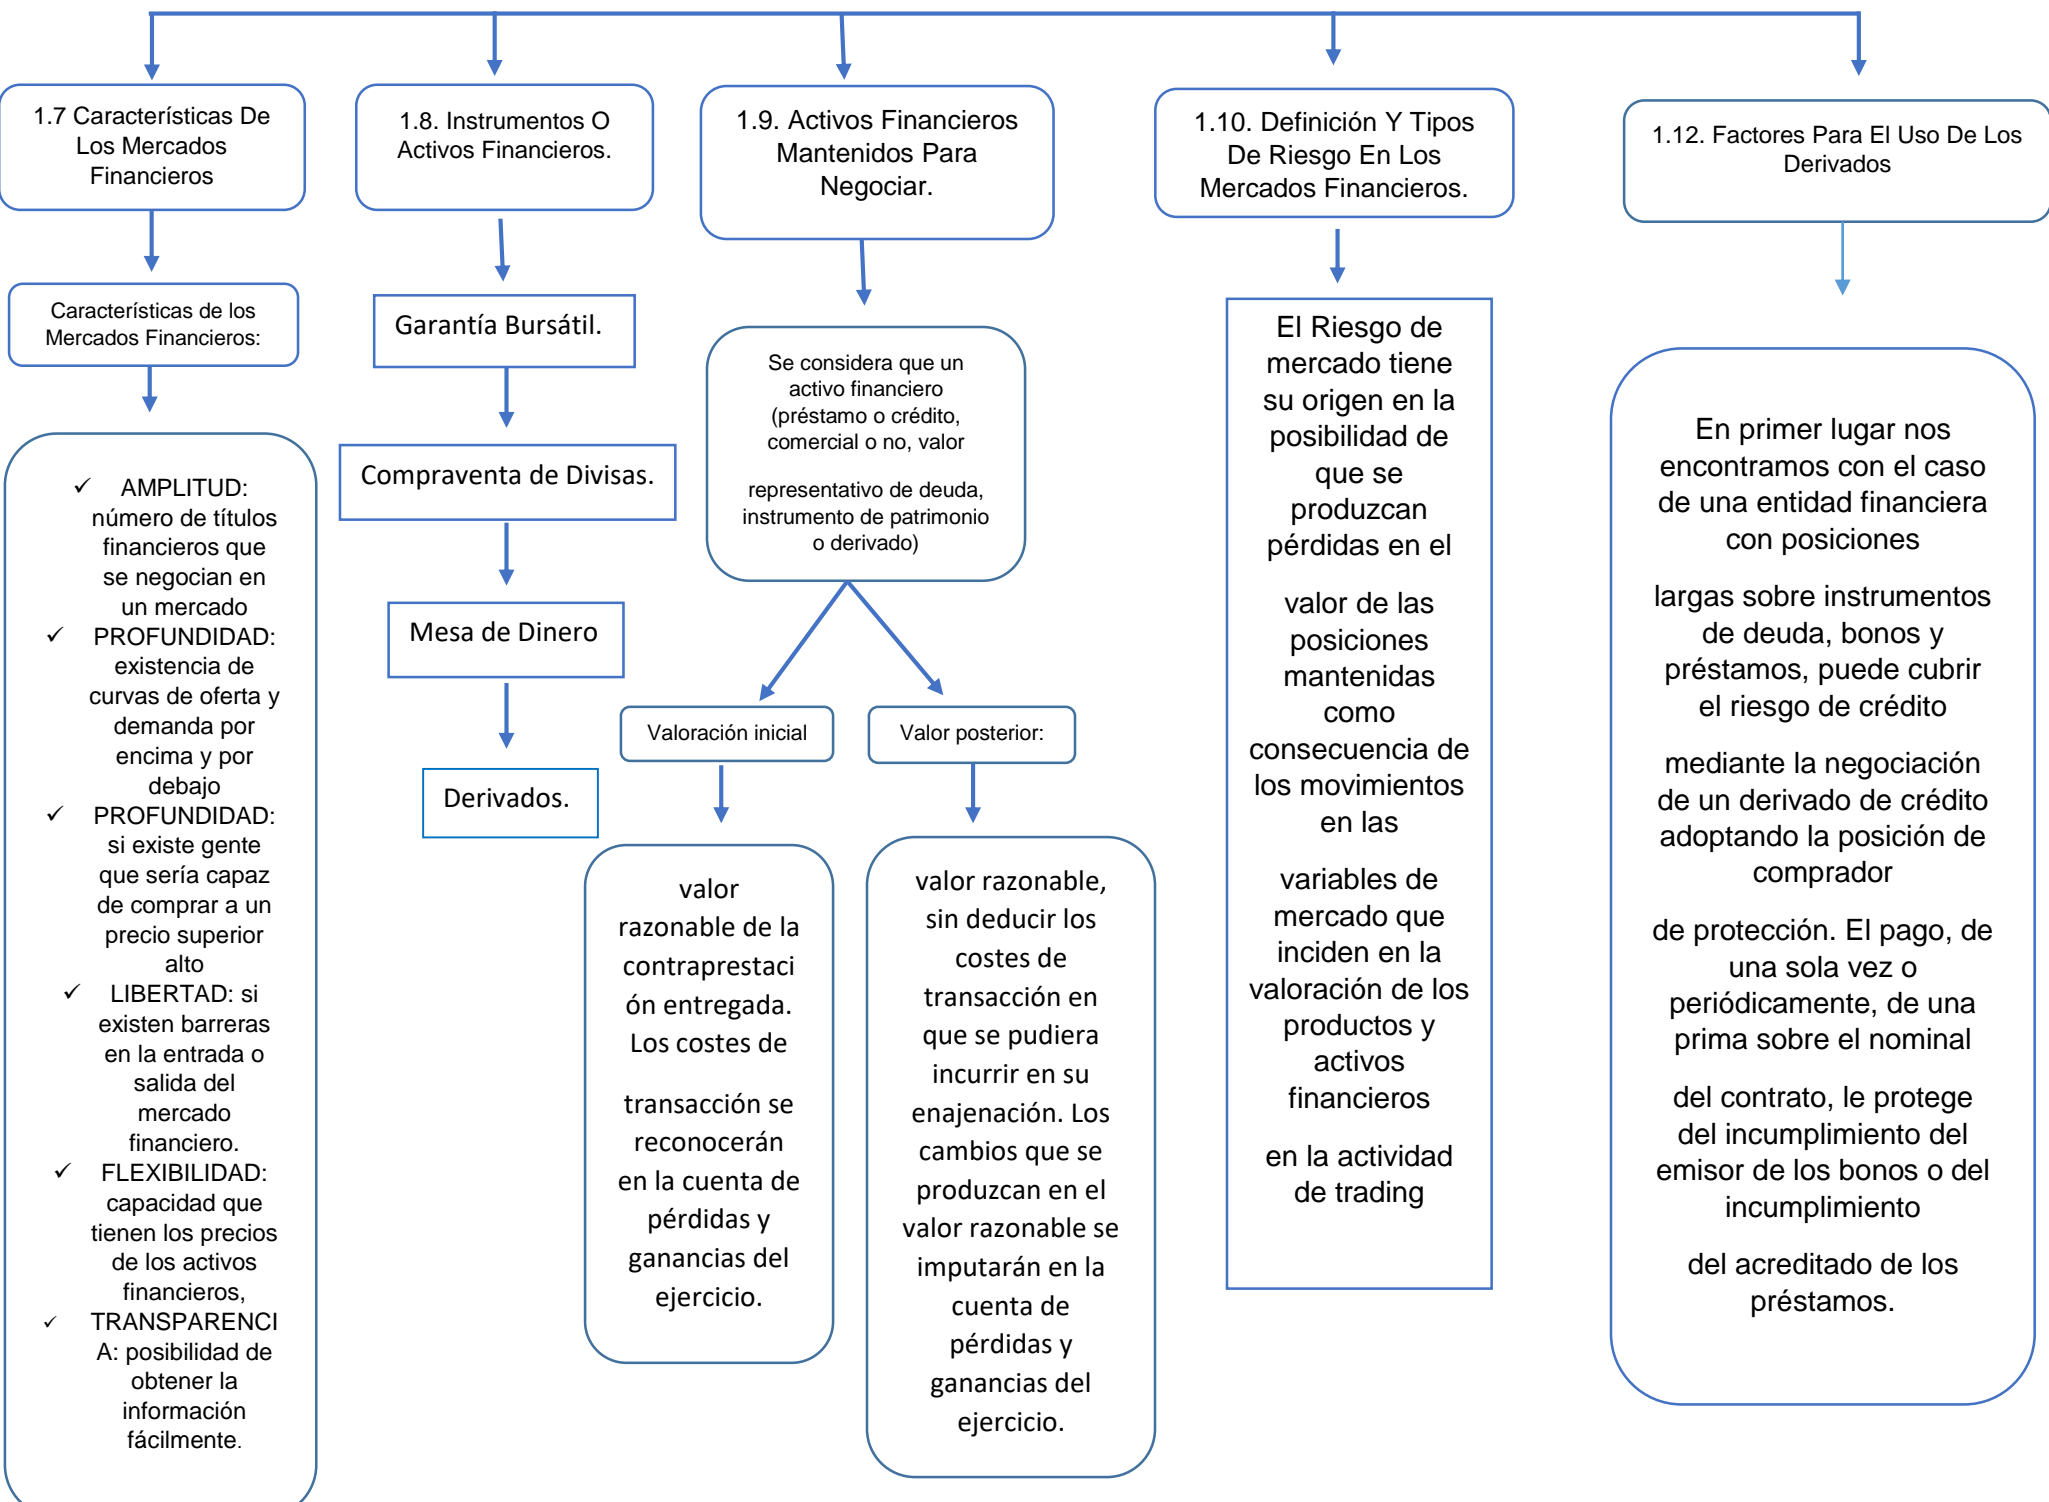 1.7 Características De
Los Mercados
Financieros
Características de los
Mercados Financieros:
✓ AMPLITUD:
número de títulos
financieros que
se negocian en
un mercado
✓ PROFUNDIDAD:
existencia de
curvas de oferta y
demanda por
encima y por
debajo
✓ PROFUNDIDAD:
si existe gente
que sería capaz
de comprar a un
precio superior
alto
✓ LIBERTAD: si
existen barreras
en la entrada o
salida del
mercado
financiero.
✓ FLEXIBILIDAD:
capacidad que
tienen los precios
de los activos
financieros,
✓ TRANSPARENCI
A: posibilidad de
obtener la
información
fácilmente.
1.8. Instrumentos O
Activos Financieros.
Garantía Bursátil.
Compraventa de Divisas.
Mesa de Dinero
Derivados.
1.9. Activos Financieros
Mantenidos Para
Negociar.
Se considera que un
activo financiero
(préstamo o crédito,
comercial o no, valor
representativo de deuda,
instrumento de patrimonio
o derivado)
Valoración inicial
valor
razonable de la
contraprestaci
ón entregada.
Los costes de
transacción se
reconocerán
en la cuenta de
pérdidas y
ganancias del
ejercicio.
Valor posterior:
valor razonable,
sin deducir los
costes de
transacción en
que se pudiera
incurrir en su
enajenación. Los
cambios que se
produzcan en el
valor razonable se
imputarán en la
cuenta de
pérdidas y
ganancias del
ejercicio.
1.10. Definición Y Tipos
De Riesgo En Los
Mercados Financieros.
El Riesgo de
mercado tiene
su origen en la
posibilidad de
que se
produzcan
pérdidas en el
valor de las
posiciones
mantenidas
como
consecuencia de
los movimientos
en las
variables de
mercado que
inciden en la
valoración de los
productos y
activos
financieros
en la actividad
de trading
1.12. Factores Para El Uso De Los
Derivados
En primer lugar nos
encontramos con el caso
de una entidad financiera
con posiciones
largas sobre instrumentos
de deuda, bonos y
préstamos, puede cubrir
el riesgo de crédito
mediante la negociación
de un derivado de crédito
adoptando la posición de
comprador
de protección. El pago, de
una sola vez o
periódicamente, de una
prima sobre el nominal
del contrato, le protege
del incumplimiento del
emisor de los bonos o del
incumplimiento
del acreditado de los
préstamos.